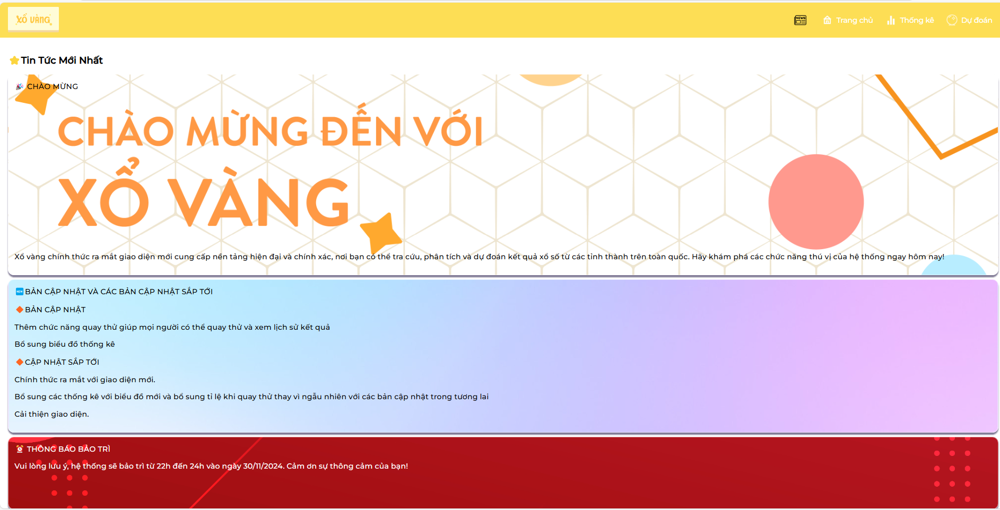 XỔ VÀNG
NEWS
Trang chủ
Thống kê
Dự đoán
Tin Tức Mới Nhất
CHÀO MỪNG
CHÀO MỪNG ĐẾN VỚI
XỔ VÀNG
Xổ vàng chính thức ra mắt giao diện mới cung cấp nền tảng hiện đại và chính xác, nơi bạn có thể tra cứu, phân tích và dự đoán kết quả xổ số từ các tỉnh thành trên toàn quốc. Hãy khám phá các chức năng thú vị của hệ thống ngay hôm nay!
NEW BẢN CẬP NHẬT VÀ CÁC BẢN CẬP NHẬT SẮP TỚI
BẢN CẬP NHẬT
Thêm chức năng quay thử giúp mọi người có thể quay thử và xem lịch sử kết quả
Bổ sung biểu đồ thống kê
CẬP NHẬT SẮP TỚI
Chính thức ra mắt với giao diện mới.
Bổ sung các thống kê với biểu đồ mới và bổ sung tỉ lệ khi quay thử thay vì ngẫu nhiên với các bản cập nhật trong tương lai
Cải thiện giao diện.
THÔNG BÁO BẢO TRÌ
Vui lòng lưu ý, hệ thống sẽ bảo trì từ 22h đến 24h vào ngày 30/11/2024. Cảm ơn sự thông cảm của bạn!